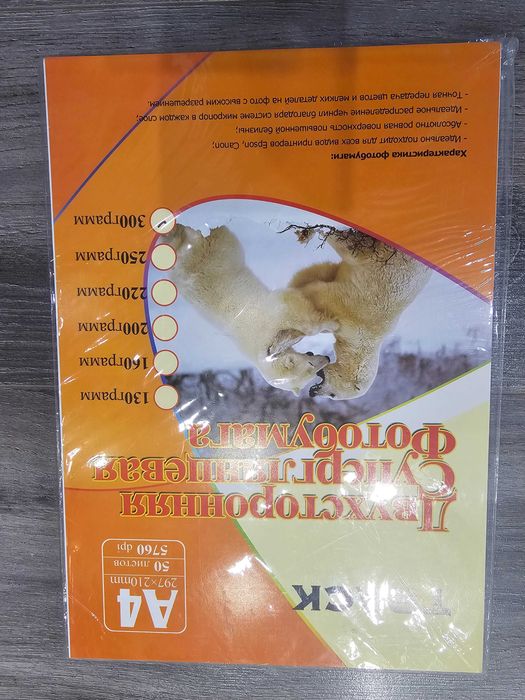 A4
297×210mm
50 листов
5760 dpi
Двухсторонняя
Суперглянцевая
Фотобумага
130грамм
160грамм
200грамм
220грамм
250грамм
300грамм
Характеристика фотобумаги:
- Идеально подходит для всех видов принтеров Epson, Canon;
- Абсолютно ровная поверхность повышенной белизны;
- Идеальное распределение чернил благодаря системе микропор в каждом слое;
- Точная передача цветов и мелких деталей на фото с высоким разрешением.